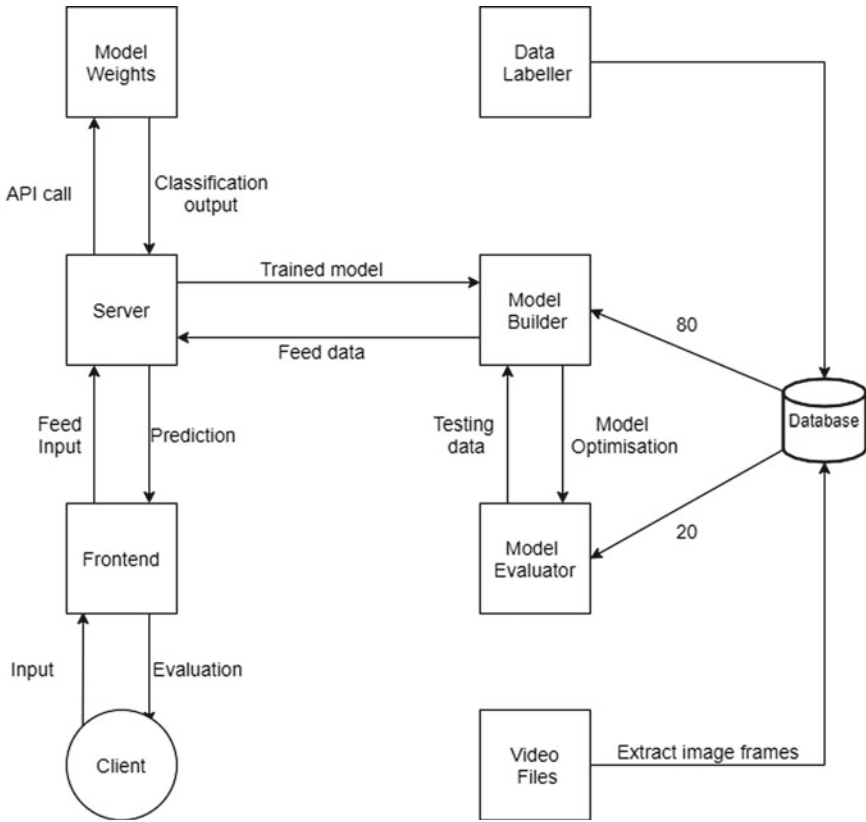 Model
Weights
Data
Labeller
API call
Classification
output
Server
Trained model
Feed data
Model
Builder
80
Database
Feed
Input
Prediction
Testing
data
Model
Optimisation
Frontend
Model
Evaluator
20
Input
Evaluation
Client
Video
Files
Extract image frames